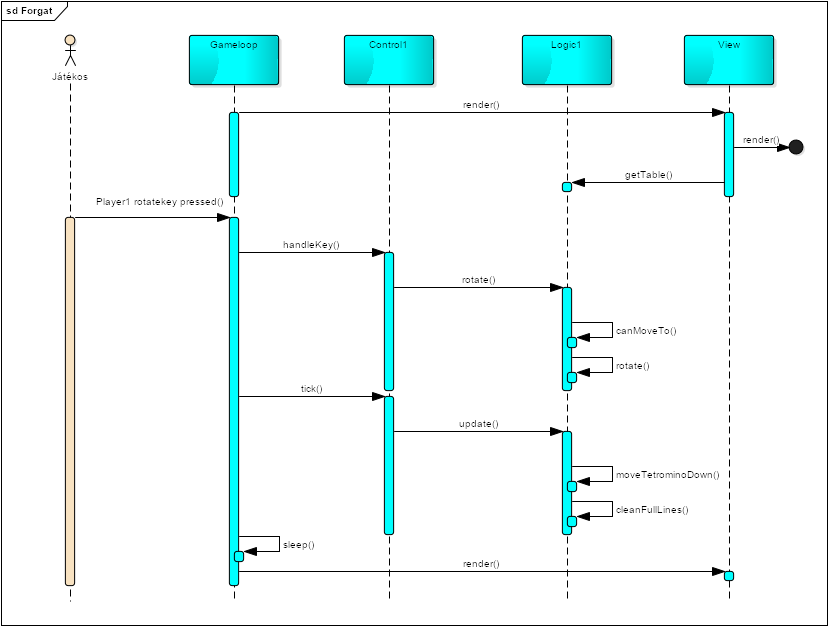 sd Forgat
Játékos
Gameloop
Control1
Logic1
View
render()
render()
getTable()
Player1 rotatekey pressed()
handleKey()
rotate()
canMoveTo()
rotate()
tick()
update()
moveTetrominoDown()
cleanFullLines()
sleep()
render()